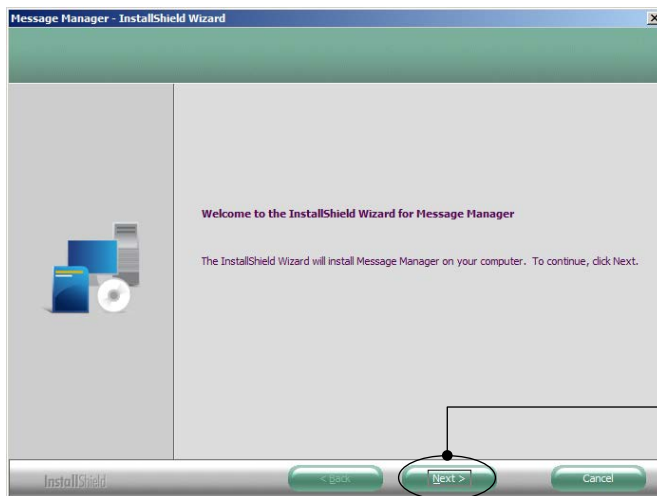 Message Manager - InstallShield Wizard
Welcome to the InstallShield Wizard for Message Manager
The InstallShield Wizard will install Message Manager on your computer. To continue, click Next.
InstallShield
< Back
Next >
Cancel